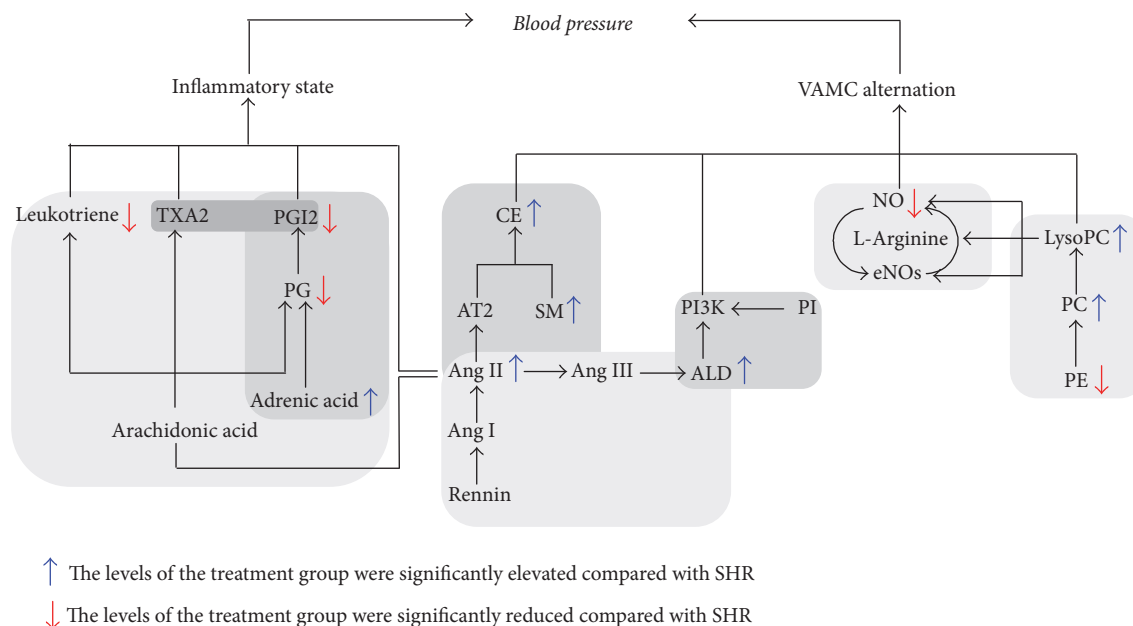 Blood pressure
Inflammatory state
VAMC alternation
Leukotriene
TXA2
PGI2
CE
NO
L-Arginine
LysoPC
eNOs
PG
AT2
SM
PI3K
PI
PC
Ang II
Ang III
ALD
PE
Adrenic acid
Arachidonic acid
Ang I
Rennin
The levels of the treatment group were significantly elevated compared with SHR
The levels of the treatment group were significantly reduced compared with SHR